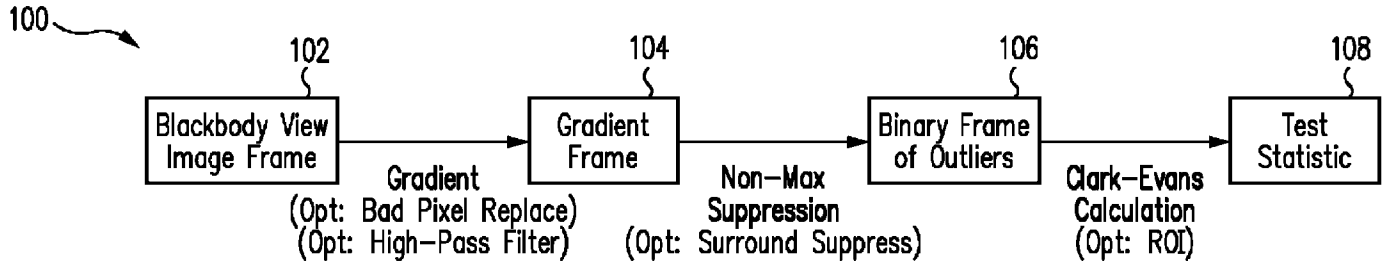 100
102
104
106
108
Blackbody View
Image Frame
Gradient
Frame
Binary Frame
of Outliers
Test
Statistic
Gradient
(Opt: Bad Pixel Replace)
(Opt: High-Pass Filter)
Non-Max
Suppression
(Opt: Surround Suppress)
Clark-Evans
Calculation
(Opt: ROI)